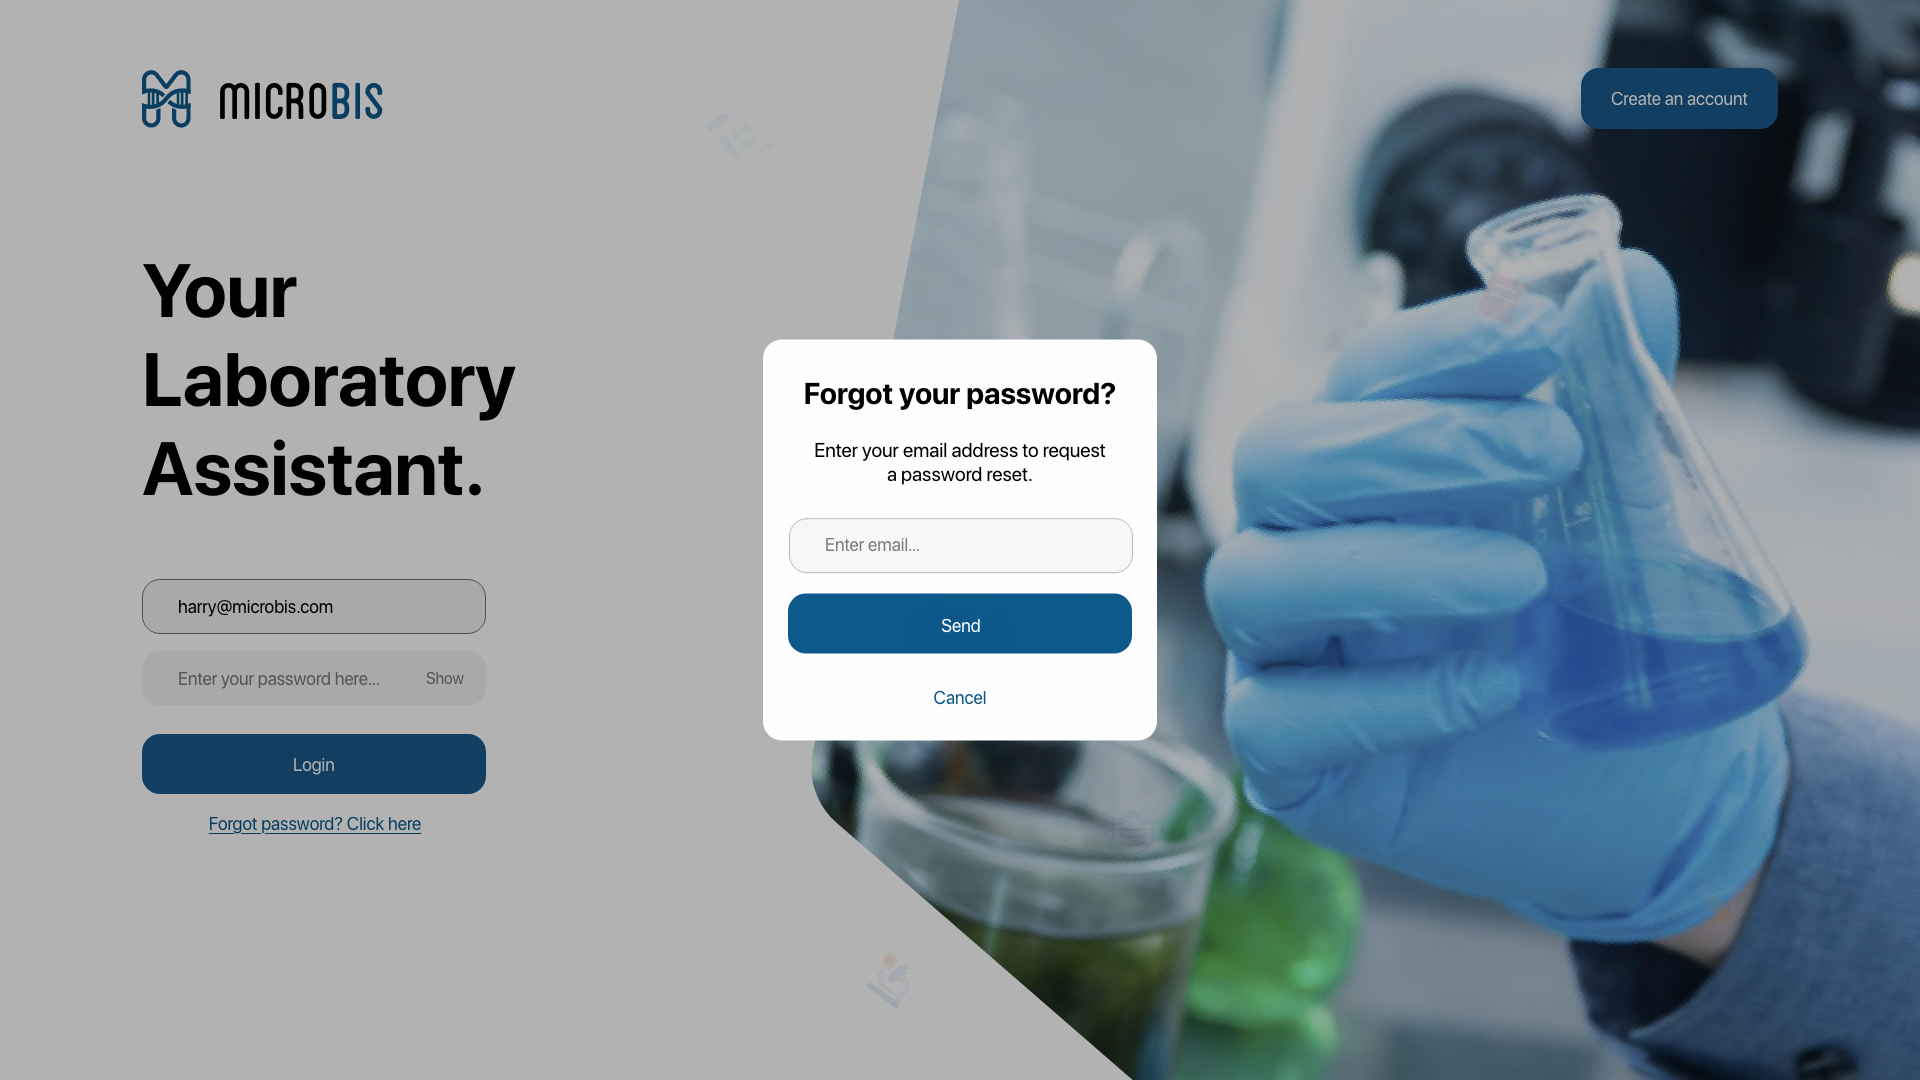 MICROBIS
Create an account
Your
Laboratory
Assistant.
harry@microbis.com
Enter your password here...
Show
Login
Forgot password? Click here
Forgot your password?
Enter your email address to request
a password reset.
Enter email...
Send
Cancel